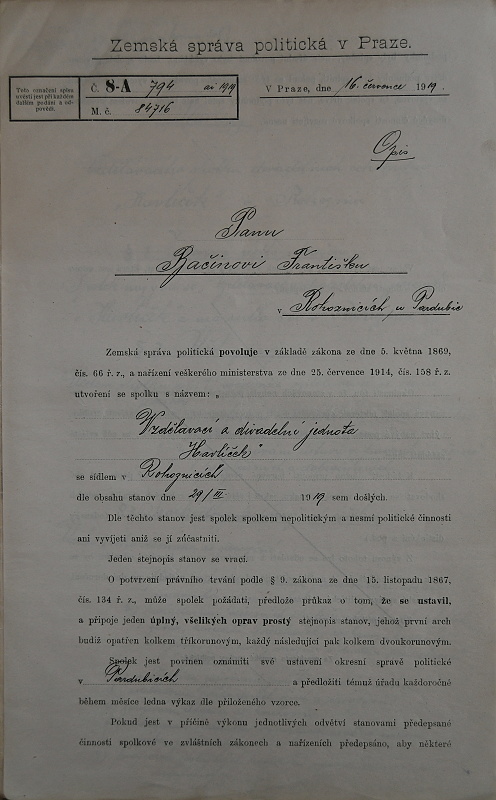 Zemská správa politická v Praze.
Toto označení spisu
uvésti jest při každém
dalším podání a od-
povědi.
Č. 8-A 794 ai 1919
M. č. 84716
V Praze, dne 16. července 1919
Opis
Panu
Bačinovi Františku
v Rohoznicích u Pardubic
Zemská správa politická povoluje v základě zákona ze dne 5. května 1869,
čís. 66 ř. z., a nařízení veškerého ministerstva ze dne 25. července 1914, čís. 158 ř. z.
utvoření se spolku s názvem: „
Vzdělavací a divadelní jednota
Havlíček"
se sídlem v Rohoznicích
dle obsahu stanov dne 29/III. 1919 sem došlých.
Dle těchto stanov jest spolek spolkem nepolitickým a nesmí politické činnosti
ani vyvíjeti aniž se jí zúčastniti.
Jeden stejnopis stanov se vrací.
O potvrzení právního trvání podle § 9. zákona ze dne 15. listopadu 1867,
čís. 134 ř. z., může spolek požádati, předlože průkaz o tom, že se ustavil,
a připoje jeden úplný, všelikých oprav prostý stejnopis stanov, jehož první arch
budiž opatřen kolkem tříkorunovým, každý následující pak kolkem dvoukorunovým.
Spolek jest povinen oznámiti své ustavení okresní správě politické
v Pardubicích a předložiti témuž úřadu každoročně
během měsíce ledna výkaz dle přiloženého vzorce.
Pokud jest v příčině výkonu jednotlivých odvětví stanovami předepsané
činnosti spolkové ve zvláštních zákonech a nařízeních předepsáno, aby některé